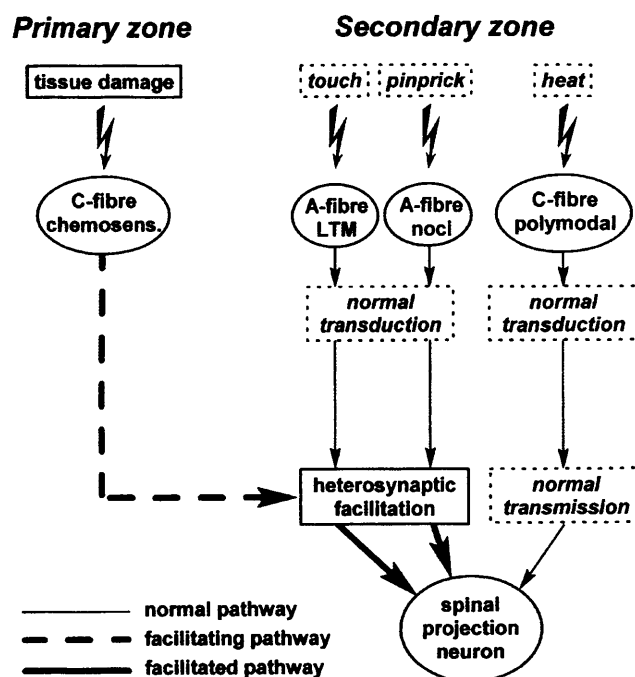 Primary zone
Secondary zone
tissue damage
touch
pinprick
heat
C-fibre
chemosens.
A-fibre
LTM
A-fibre
noci
C-fibre
polymodal
normal
transduction
normal
transduction
heterosynaptic
facilitation
normal
transmission
spinal
projection
neuron
normal pathway
facilitating pathway
facilitated pathway